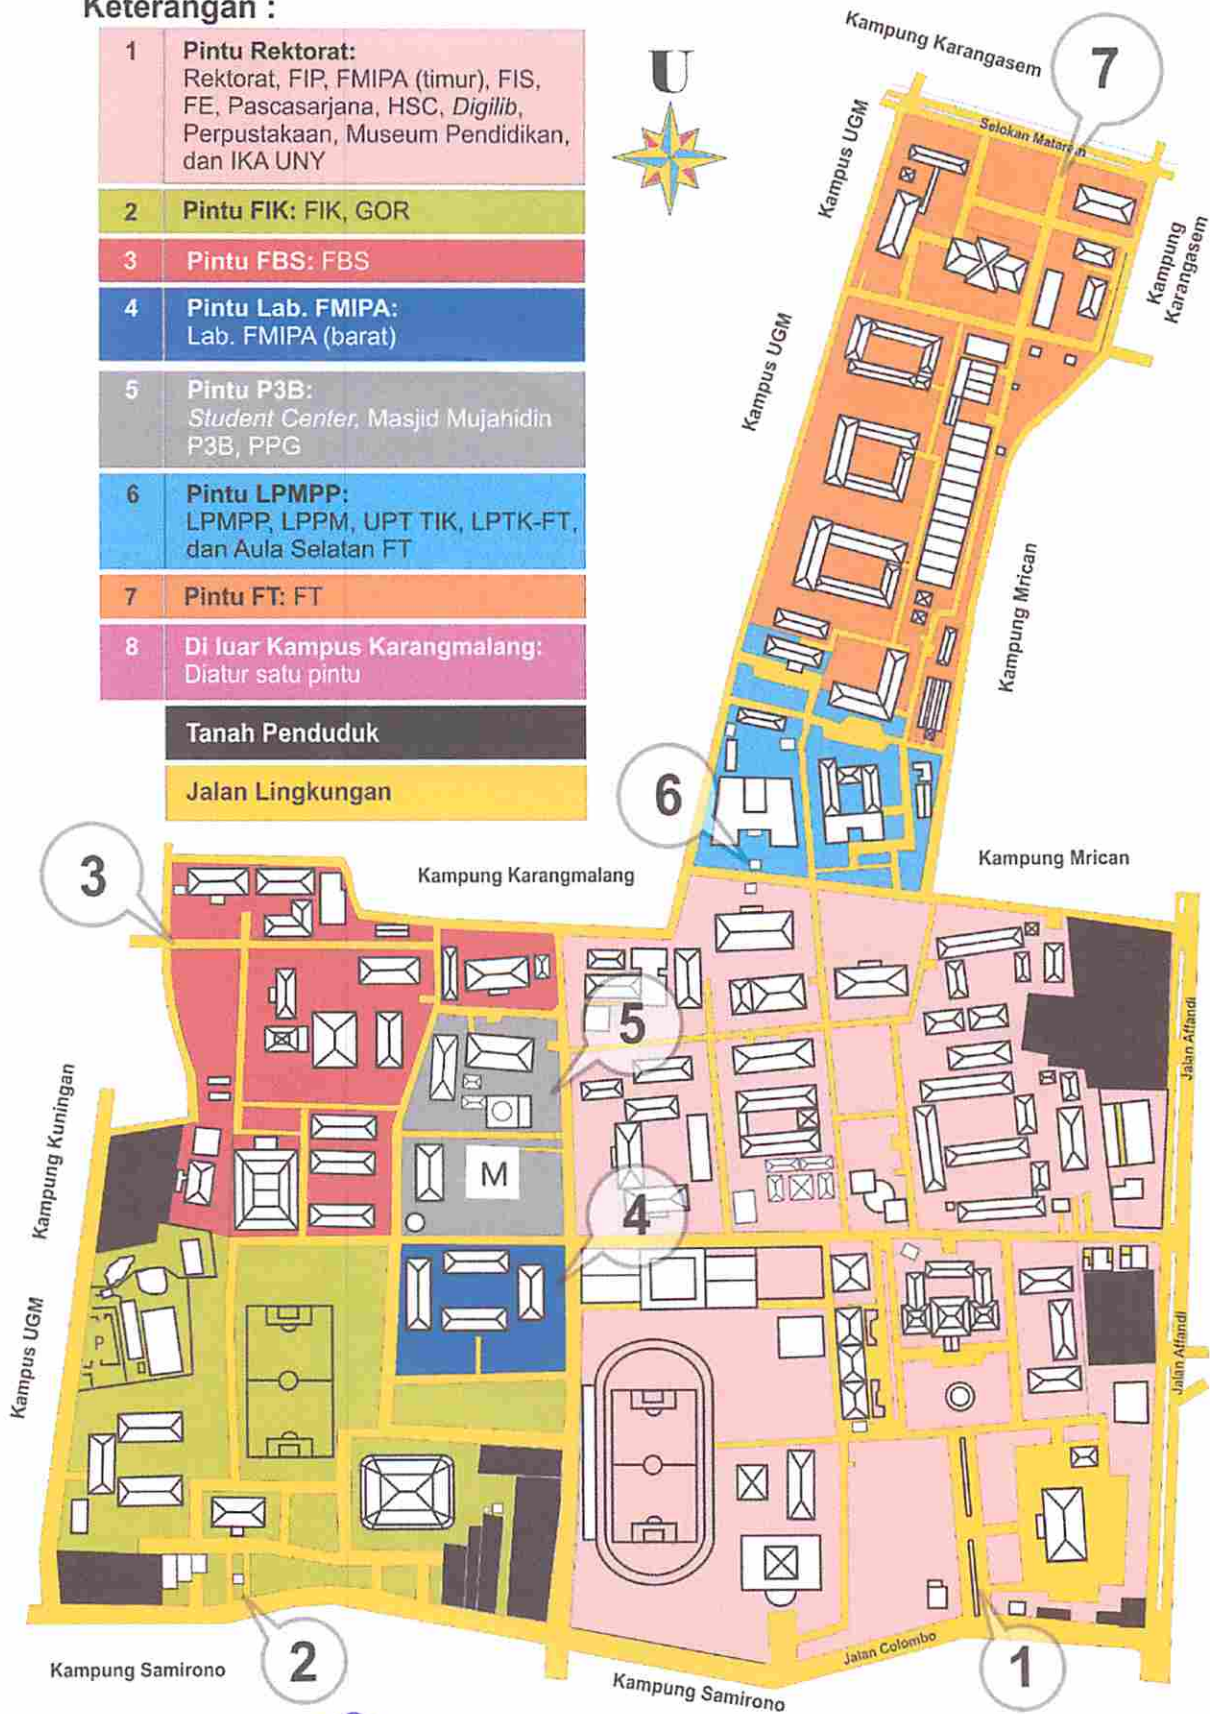 Keterangan :
1 Pintu Rektorat:
Rektorat, FIP, FMIPA (timur), FIS,
FE, Pascasarjana, HSC, Digilib,
Perpustakaan, Museum Pendidikan,
dan IKA UNY
2 Pintu FIK: FIK, GOR
3 Pintu FBS: FBS
4 Pintu Lab. FMIPA:
Lab. FMIPA (barat)
5 Pintu P3B:
Student Center, Masjid Mujahidin
P3B, PPG
6 Pintu LPMPP:
LPMPP, LPPM, UPT TIK, LPTK-FT,
dan Aula Selatan FT
7 Pintu FT: FT
8 Di luar Kampus Karangmalang:
Diatur satu pintu
Tanah Penduduk
Jalan Lingkungan
U
Kampung Karangasem
7
Selokan Mataram
Kampus UGM
Kampung
Karangasem
Kampus UGM
Kampung Mrican
6
Kampung Mrican
3
Kampung Karangmalang
5
Jalan Affandi
Kampung Kuningan
M
4
Kampus UGM
P
Jalan Affandi
2
Kampung Samirono
Kampung Samirono
Jalan Colombo
1